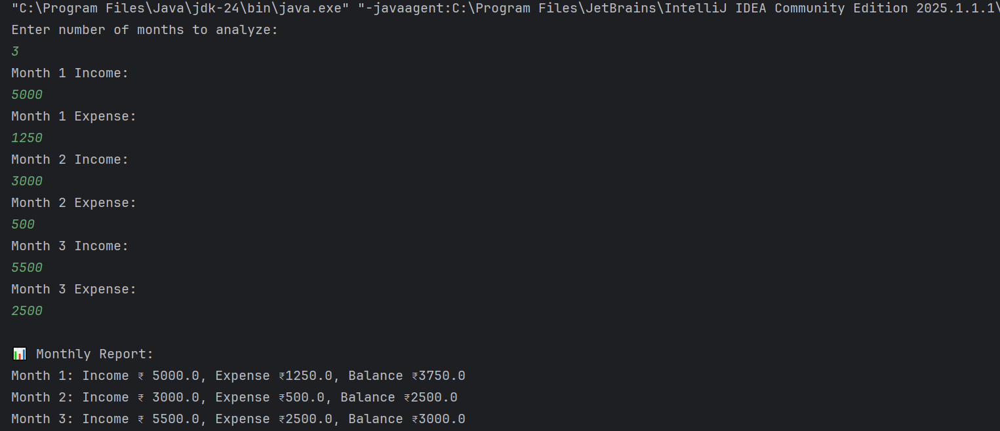 "C:\Program Files\Java\jdk-24\bin\java.exe" "-javaagent:C:\Program Files\JetBrains\IntelliJ IDEA Community Edition 2025.1.1.1\
Enter number of months to analyze:
3
Month 1 Income:
5000
Month 1 Expense:
1250
Month 2 Income:
3000
Month 2 Expense:
500
Month 3 Income:
5500
Month 3 Expense:
2500
📊 Monthly Report:
Month 1: Income ₹ 5000.0, Expense ₹1250.0, Balance ₹3750.0
Month 2: Income ₹ 3000.0, Expense ₹500.0, Balance ₹2500.0
Month 3: Income ₹ 5500.0, Expense ₹2500.0, Balance ₹3000.0